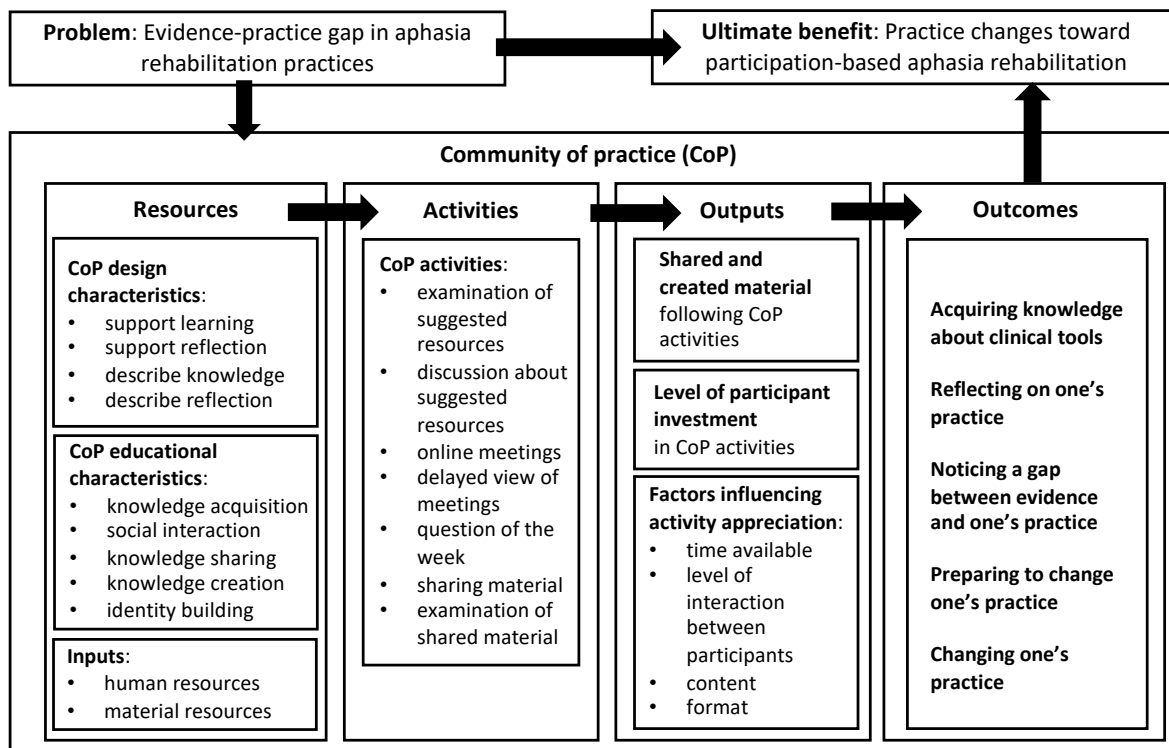 Problem: Evidence-practice gap in aphasia
rehabilitation practices
Ultimate benefit: Practice changes toward
participation-based aphasia rehabilitation
Community of practice (CoP)
Resources
CoP design
characteristics:
• support learning
• support reflection
• describe knowledge
• describe reflection
CoP educational
characteristics:
• knowledge acquisition
• social interaction
• knowledge sharing
• knowledge creation
• identity building
Inputs:
• human resources
• material resources
Activities
CoP activities:
• examination of
suggested
resources
• discussion about
suggested
resources
• online meetings
• delayed view of
meetings
• question of the
week
• sharing material
• examination of
shared material
Outputs
Shared and
created material
following CoP
activities
Level of participant
investment
in CoP activities
Factors influencing
activity appreciation:
• time available
• level of
interaction
between
participants
• content
• format
Outcomes
Acquiring knowledge
about clinical tools
Reflecting on one’s
practice
Noticing a gap
between evidence
and one’s practice
Preparing to change
one’s practice
Changing one’s
practice